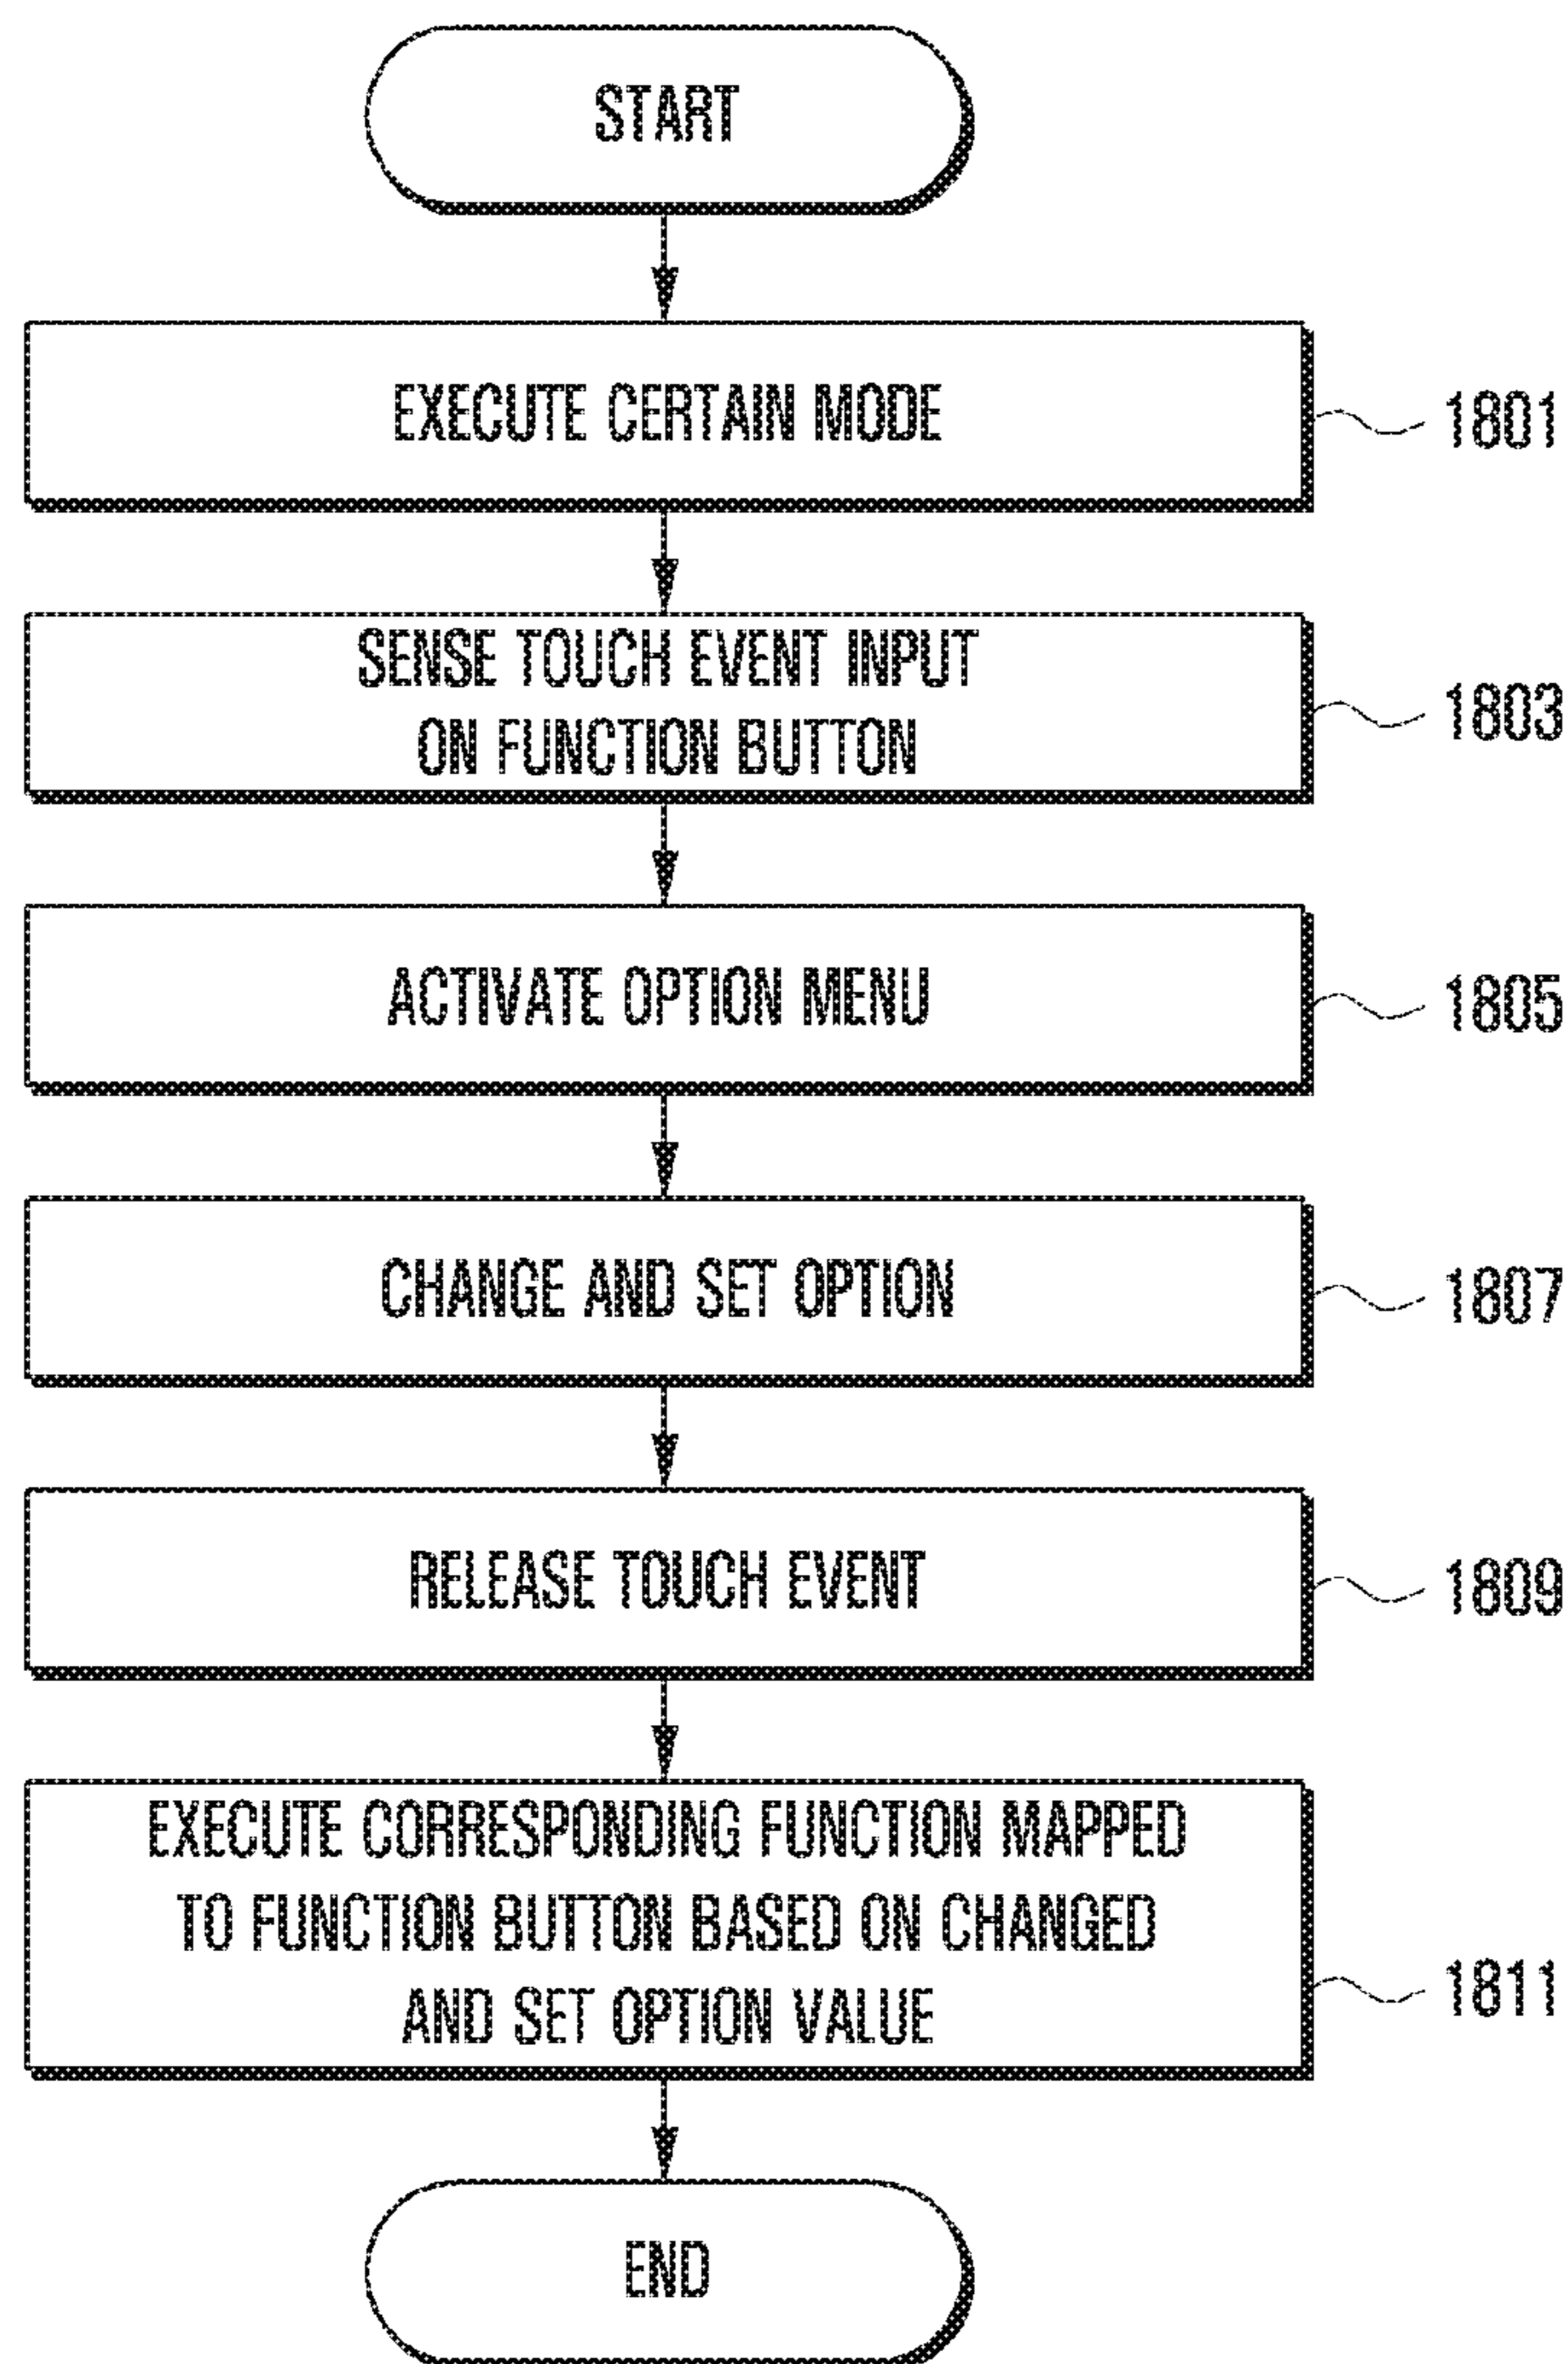 START
EXECUTE CERTAIN MODE
1801
SENSE TOUCH EVENT INPUT
ON FUNCTION BUTTON
1803
ACTIVATE OPTION MENU
1805
CHANGE AND SET OPTION
1807
RELEASE TOUCH EVENT
1809
EXECUTE CORRESPONDING FUNCTION MAPPED
TO FUNCTION BUTTON BASED ON CHANGED
AND SET OPTION VALUE
1811
END